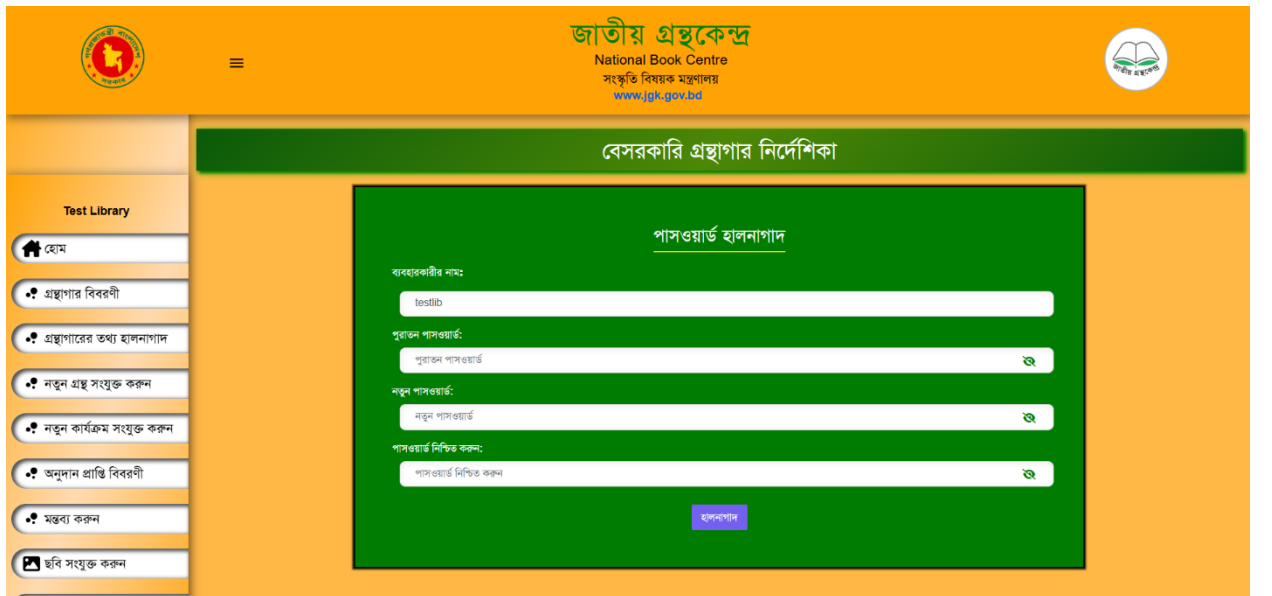 জাতীয় গ্রন্থকেন্দ্র
National Book Centre
সংস্কৃতি বিষয়ক মন্ত্রণালয়
www.jgk.gov.bd
জাতীয় গ্রন্থকেন্দ্র
বেসরকারি গ্রন্থাগার নির্দেশিকা
Test Library
হোম
গ্রন্থাগার বিবরণী
গ্রন্থাগারের তথ্য হালনাগাদ
নতুন গ্রন্থ সংযুক্ত করুন
নতুন কার্যক্রম সংযুক্ত করুন
অনুদান প্রাপ্তি বিবরণী
মন্তব্য করুন
ছবি সংযুক্ত করুন
পাসওয়ার্ড হালনাগাদ
ব্যবহারকারীর নাম:
testlib
পুরাতন পাসওয়ার্ড:
পুরাতন পাসওয়ার্ড
নতুন পাসওয়ার্ড:
নতুন পাসওয়ার্ড
পাসওয়ার্ড নিশ্চিত করুন:
পাসওয়ার্ড নিশ্চিত করুন
হালনাগাদ